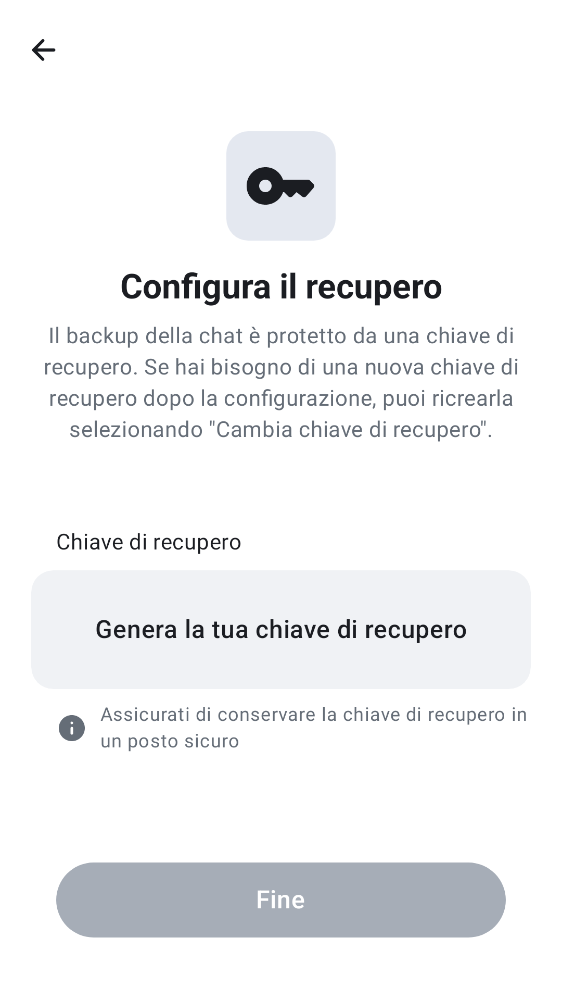 Configura il recupero
Il backup della chat è protetto da una chiave di
recupero. Se hai bisogno di una nuova chiave di
recupero dopo la configurazione, puoi ricrearla
selezionando "Cambia chiave di recupero".
Chiave di recupero
Genera la tua chiave di recupero
Assicurati di conservare la chiave di recupero in
un posto sicuro
Fine